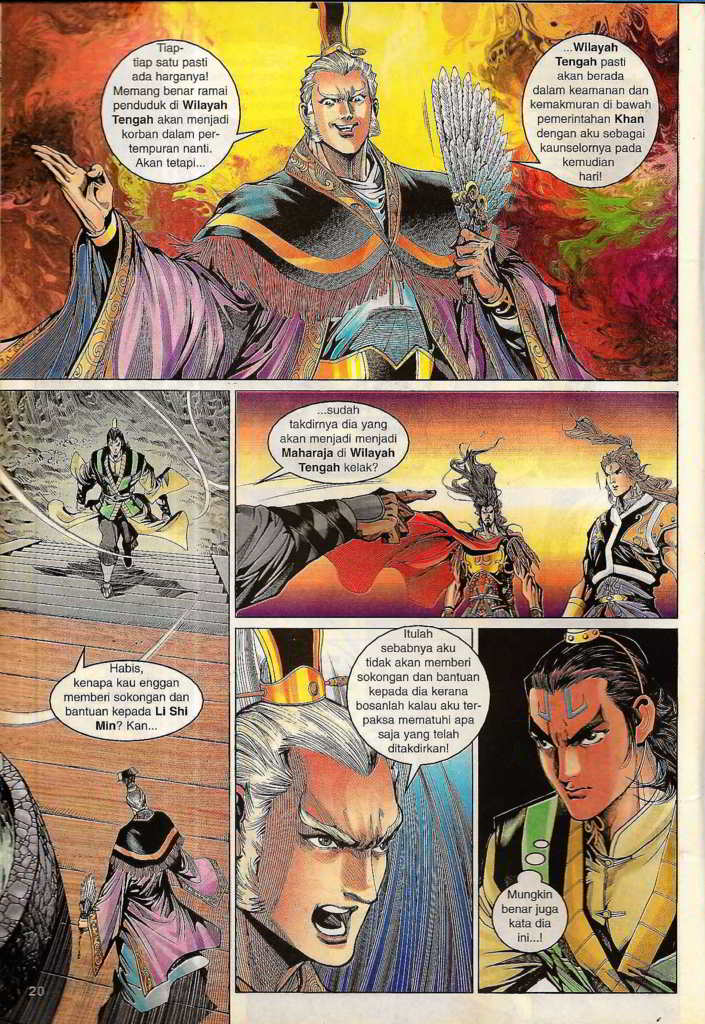 Tiap-
tiap satu pasti
ada harganya!
Memang benar ramai
penduduk di Wilayah
Tengah akan menjadi
korban dalam per-
tempuran nanti.
Akan tetapi...
...Wilayah
Tengah pasti
akan berada
dalam keamanan dan
kemakmuran di bawah
pemerintahan Khan
dengan aku sebagai
kaunselornya pada
kemudian
hari!
...sudah
takdirnya dia yang
akan menjadi menjadi
Maharaja di Wilayah
Tengah kelak?
Habis,
kenapa kau enggan
memberi sokongan dan
bantuan kepada Li Shi
Min? Kan...
Itulah
sebabnya aku
tidak akan memberi
sokongan dan bantuan
kepada dia kerana
bosanlah kalau aku ter-
paksa mematuhi apa
saja yang telah
ditakdirkan!
Mungkin
benar juga
kata dia
ini...!
20